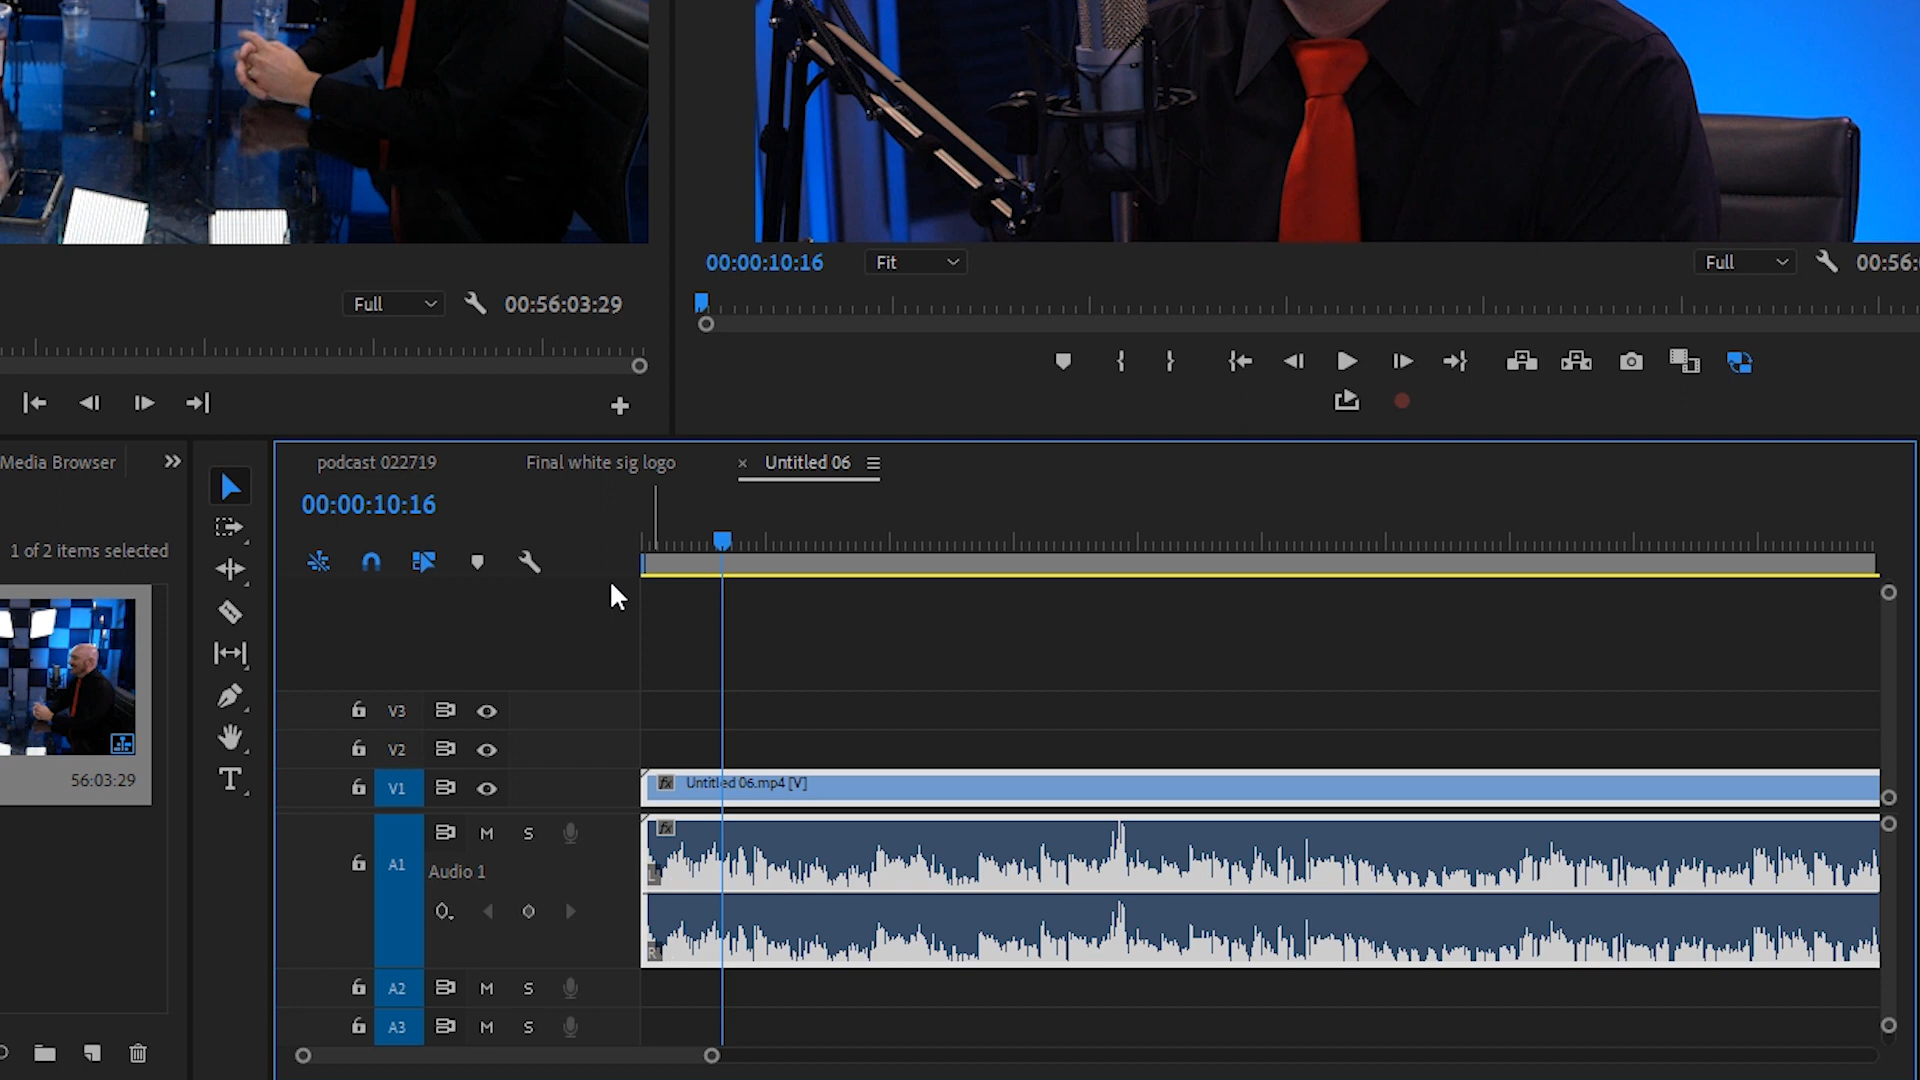 00:00:10:16
Fit
Full
00:56:
Full
00:56:03:29
Media Browser
podcast 022719
Final white sig logo
Untitled 06
00:00:10:16
1 of 2 items selected
56:03:29
V3
V2
V1
Untitled 06.mp4 [V]
M S
A1
Audio 1
L
R
A2 M S
A3 M S